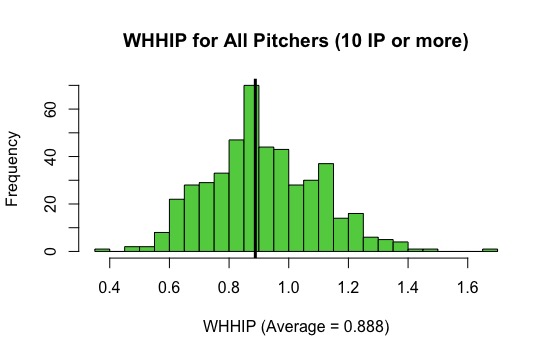 WHHIP for All Pitchers (10 IP or more)
Frequency
60
40
20
0
0.4 0.6 0.8 1.0 1.2 1.4 1.6
WHHIP (Average = 0.888)